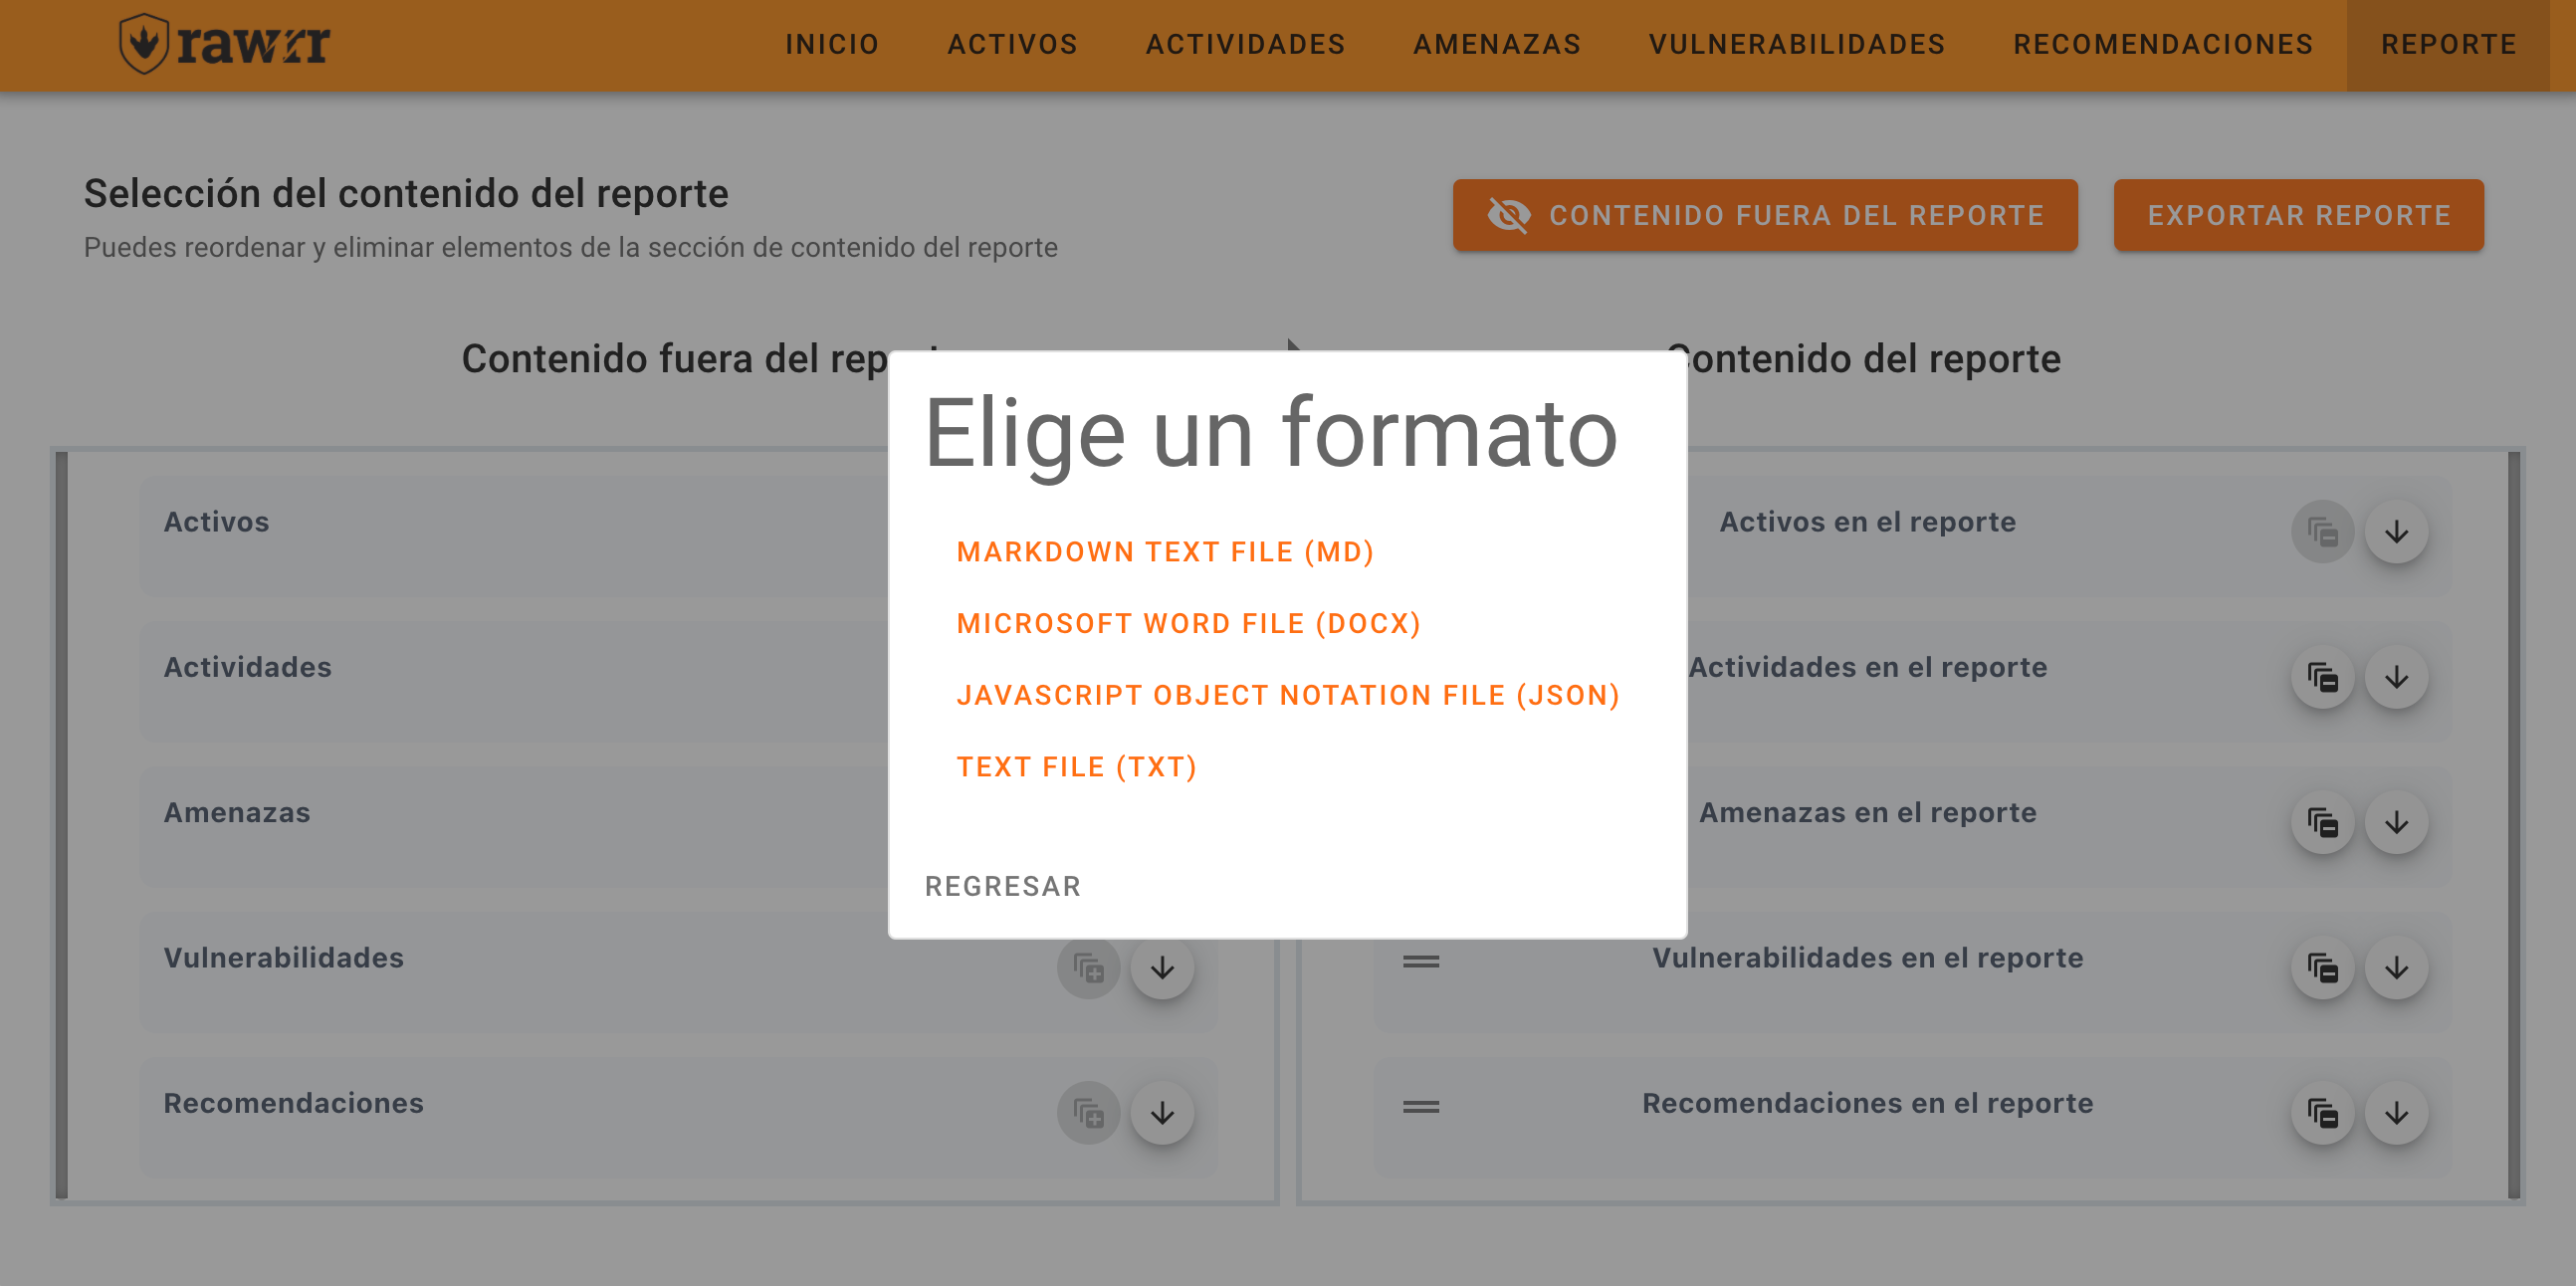 rawrr
INICIO ACTIVOS ACTIVIDADES AMENAZAS VULNERABILIDADES RECOMENDACIONES REPORTE
Selección del contenido del reporte
Puedes reordenar y eliminar elementos de la sección de contenido del reporte
CONTENIDO FUERA DEL REPORTE
EXPORTAR REPORTE
Contenido fuera del rep
ontenido del reporte
Elige un formato
MARKDOWN TEXT FILE (MD)
MICROSOFT WORD FILE (DOCX)
JAVASCRIPT OBJECT NOTATION FILE (JSON)
TEXT FILE (TXT)
REGRESAR
Activos
Actividades
Amenazas
Vulnerabilidades
Recomendaciones
Activos en el reporte
Actividades en el reporte
Amenazas en el reporte
Vulnerabilidades en el reporte
Recomendaciones en el reporte